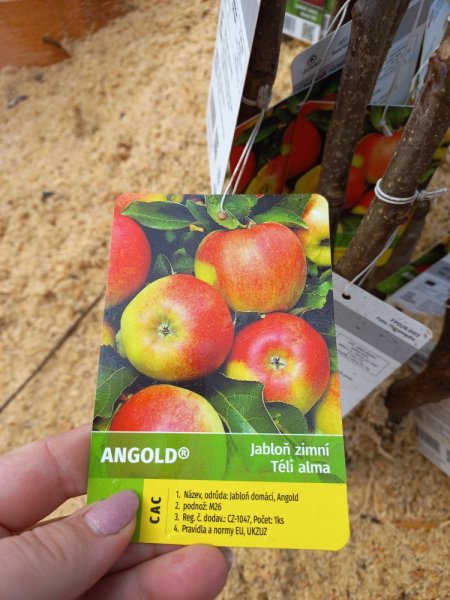 ANGOLD®
Jabloň zimní
Téli alma
CAC
1. Název, odrůda: Jabloň domácí, Angold
2. podnož: M26
3. Reg. č. dodav.: CZ-1047, Počet: 1ks
4. Pravidla a normy EU, UKZUZ